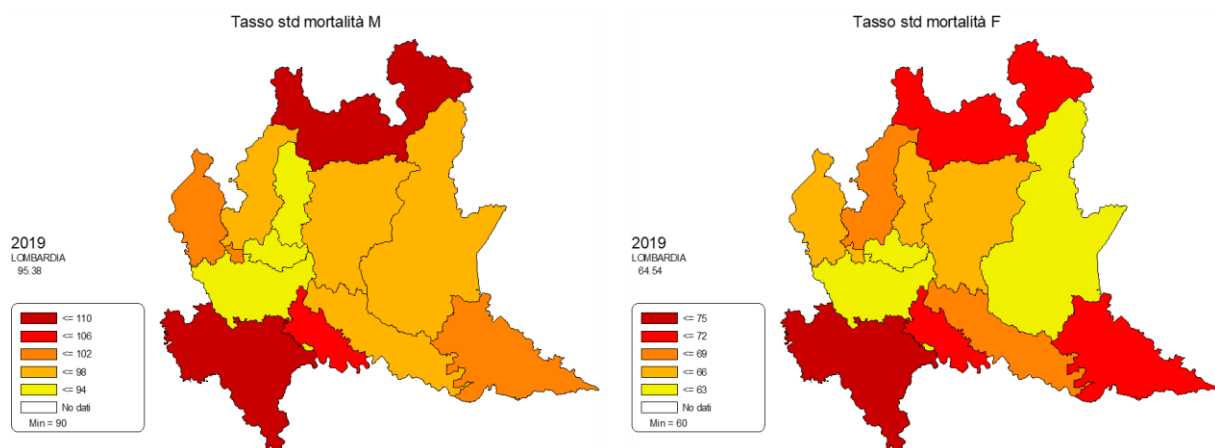 Tasso std mortalità M
2019
LOMBARDIA
95.38
<= 110
<= 106
<= 102
<= 98
<= 94
No dati
Min = 90
Tasso std mortalità F
2019
LOMBARDIA
64.54
<= 75
<= 72
<= 69
<= 66
<= 63
No dati
Min = 60